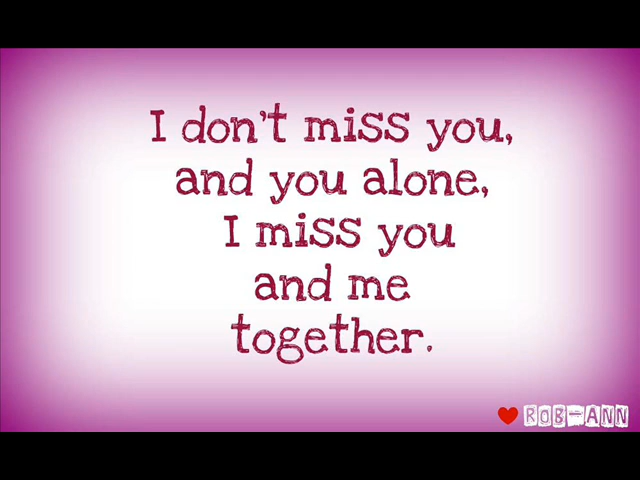 I don't miss you,
and you alone,
I miss you
and me
together.
ROB-ANN